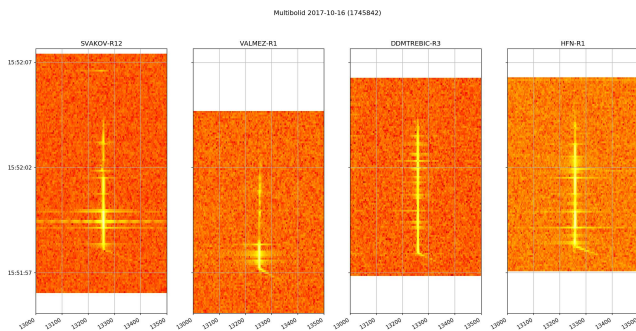 Multibolid 2017-10-16 (1745842)
SVAKOV-R12 VALMEZ-R1 DDMTREBIC-R3 HFN-R1
15:52:07
15:52:02
15:51:57
13000 13100 13200 13300 13400 13500 13000 13100 13200 13300 13400 13500 13000 13100 13200 13300 13400 13500 13000 13100 13200 13300 13400 13500